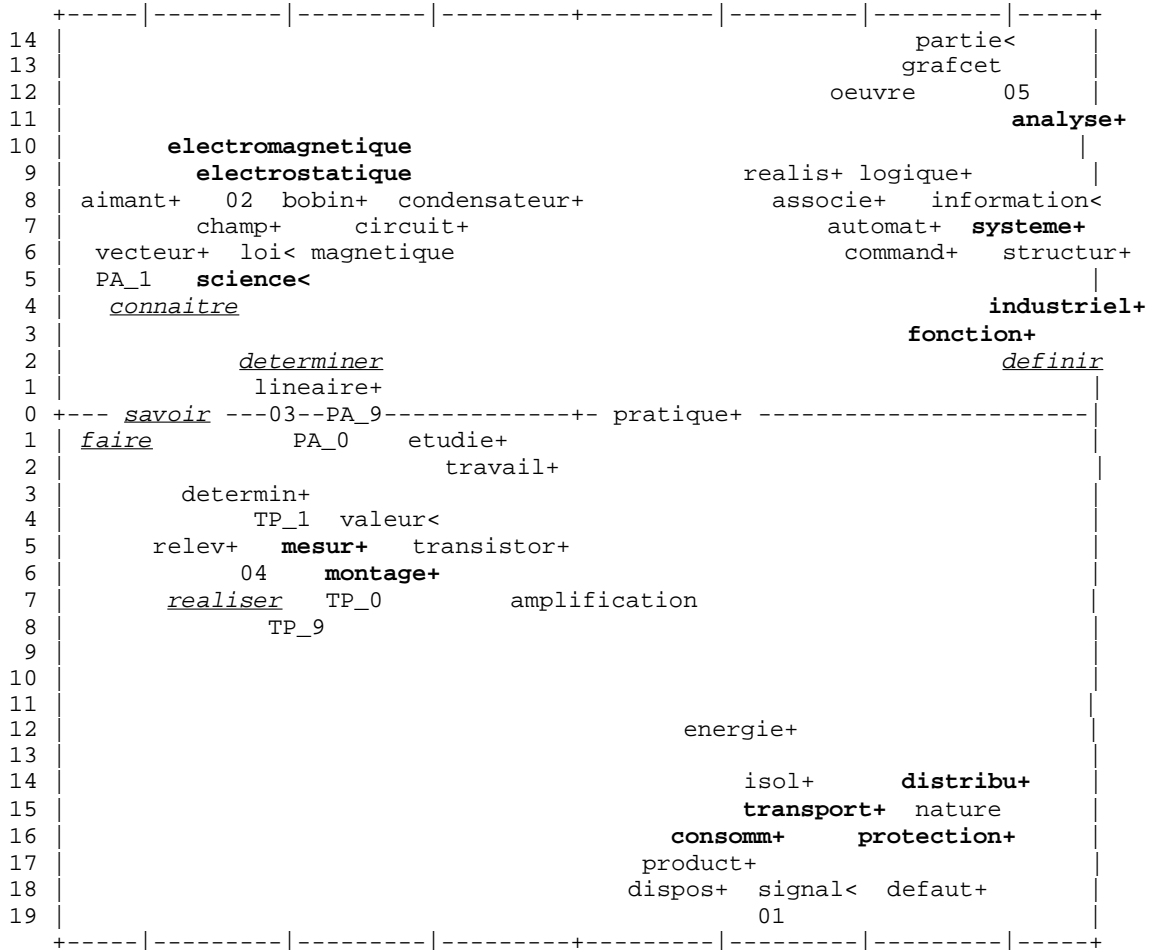 +-----|---------|---------|---------+---------|---------|---------|-----+
14 | partie< |
13 | grafcet |
12 | oeuvre 05 |
11 | analyse+
10 | electromagnetique |
9 | electrostatique realis+ logique+ |
8 | aimant+ 02 bobin+ condensateur+ associe+ information<
7 | champ+ circuit+ automat+ systeme+
6 | vecteur+ loi< magnetique command+ structur+
5 | PA_1 science< |
4 | connaitre industriel+
3 | fonction+
2 | determiner definir
1 | lineaire+ |
0 +--- savoir ---03--PA_9-------------+- pratique+ -----------------------|
1 | faire PA_0 etudie+ |
2 | travail+ |
3 | determin+ |
4 | TP_1 valeur< |
5 | relev+ mesur+ transistor+ |
6 | 04 montage+ |
7 | realiser TP_0 amplification |
8 | TP_9 |
9 | |
10 | |
11 | |
12 | energie+ |
13 | |
14 | isol+ distribu+ |
15 | transport+ nature |
16 | consomm+ protection+ |
17 | product+ |
18 | dispos+ signal< defaut+ |
19 | 01 |
+-----|---------|---------|---------+---------|---------|---------|-----+